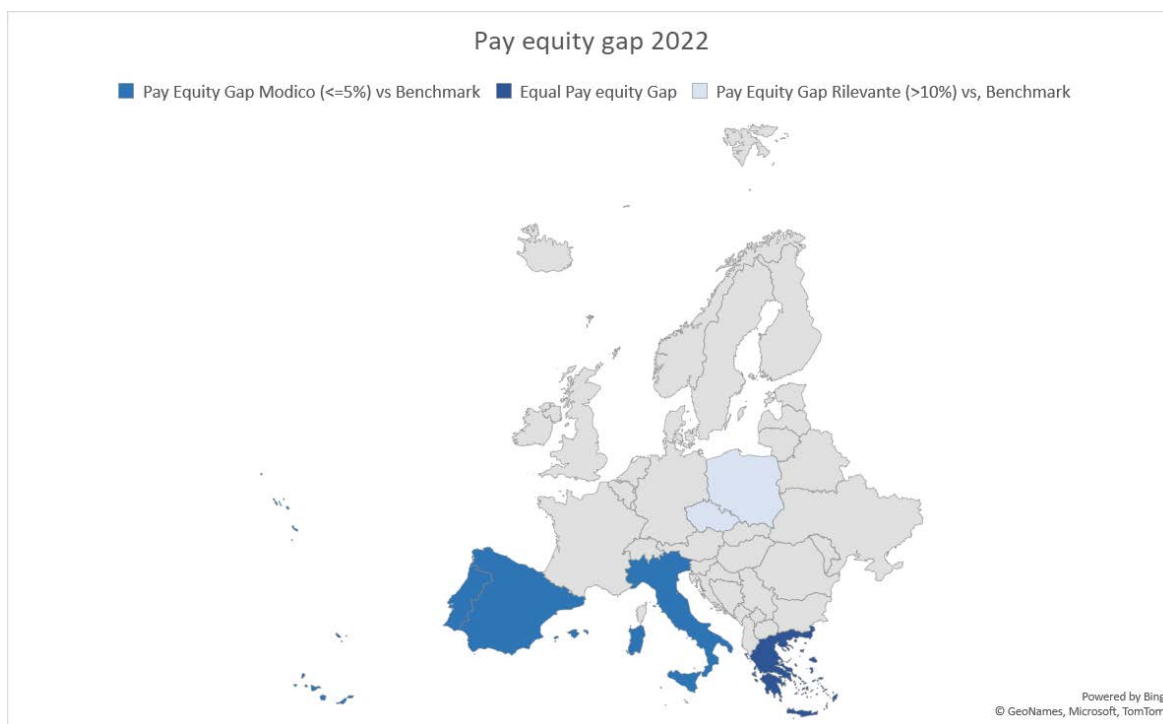 Pay equity gap 2022
Pay Equity Gap Modico (<=5%) vs Benchmark Equal Pay equity Gap Pay Equity Gap Rilevante (>10%) vs, Benchmark
Powered by Bing
© GeoNames, Microsoft, TomTom